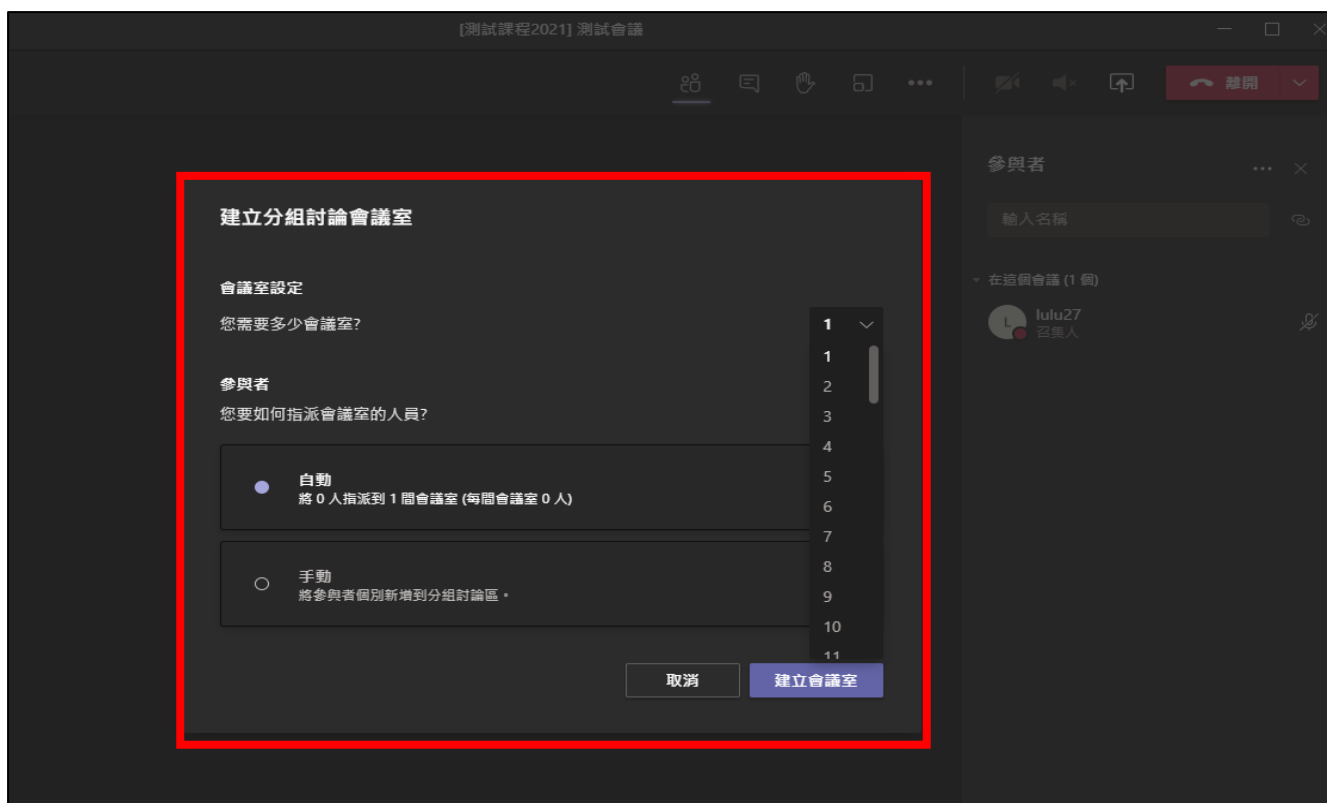 [測試課程2021] 測試會議
離開
參與者
輸入名稱
在這個會議 (1 個)
L
lulu27
召集人
建立分組討論會議室
會議室設定
您需要多少會議室?
1
1
2
3
4
5
6
7
8
9
10
11
參與者
您要如何指派會議室的人員?
自動
將 0 人指派到 1 間會議室 (每間會議室 0 人)
手動
將參與者個別新增到分組討論區。
取消
建立會議室